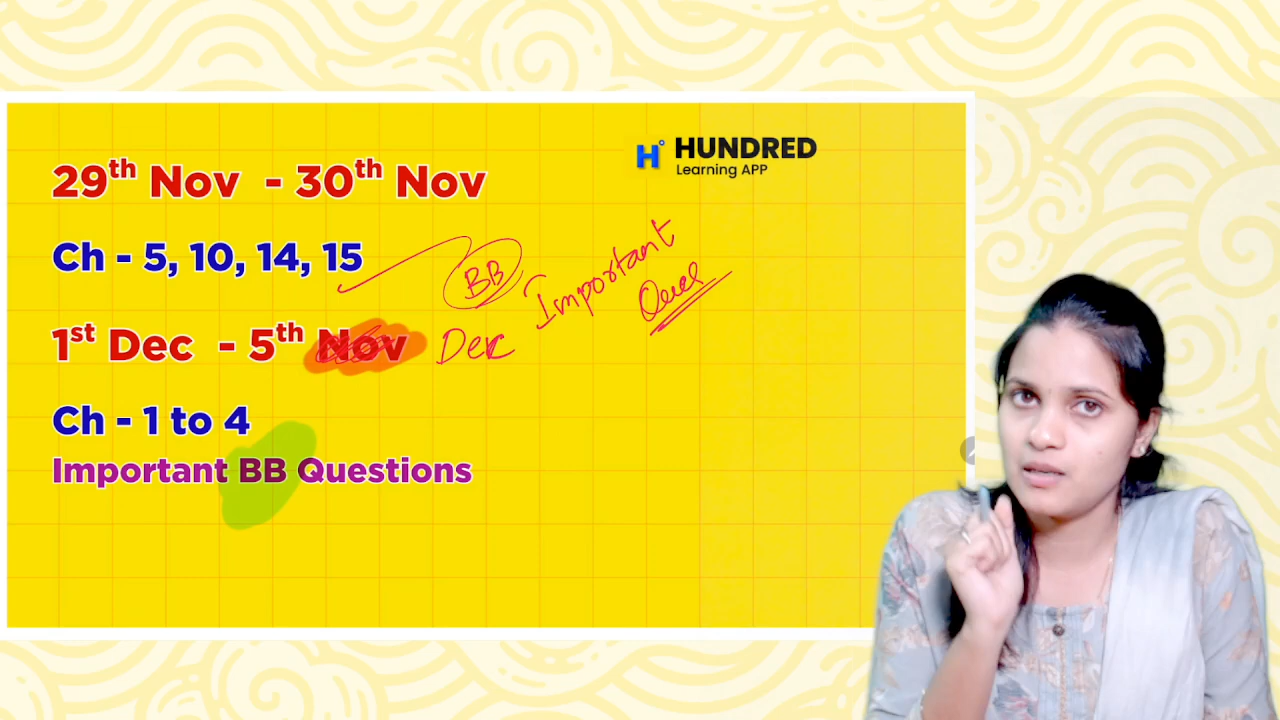 HUNDRED
Learning APP
29th Nov - 30th Nov
Ch - 5, 10, 14, 15
BB
Important
Ques
1st Dec - 5th Nov Dec
Ch - 1 to 4
Important BB Questions